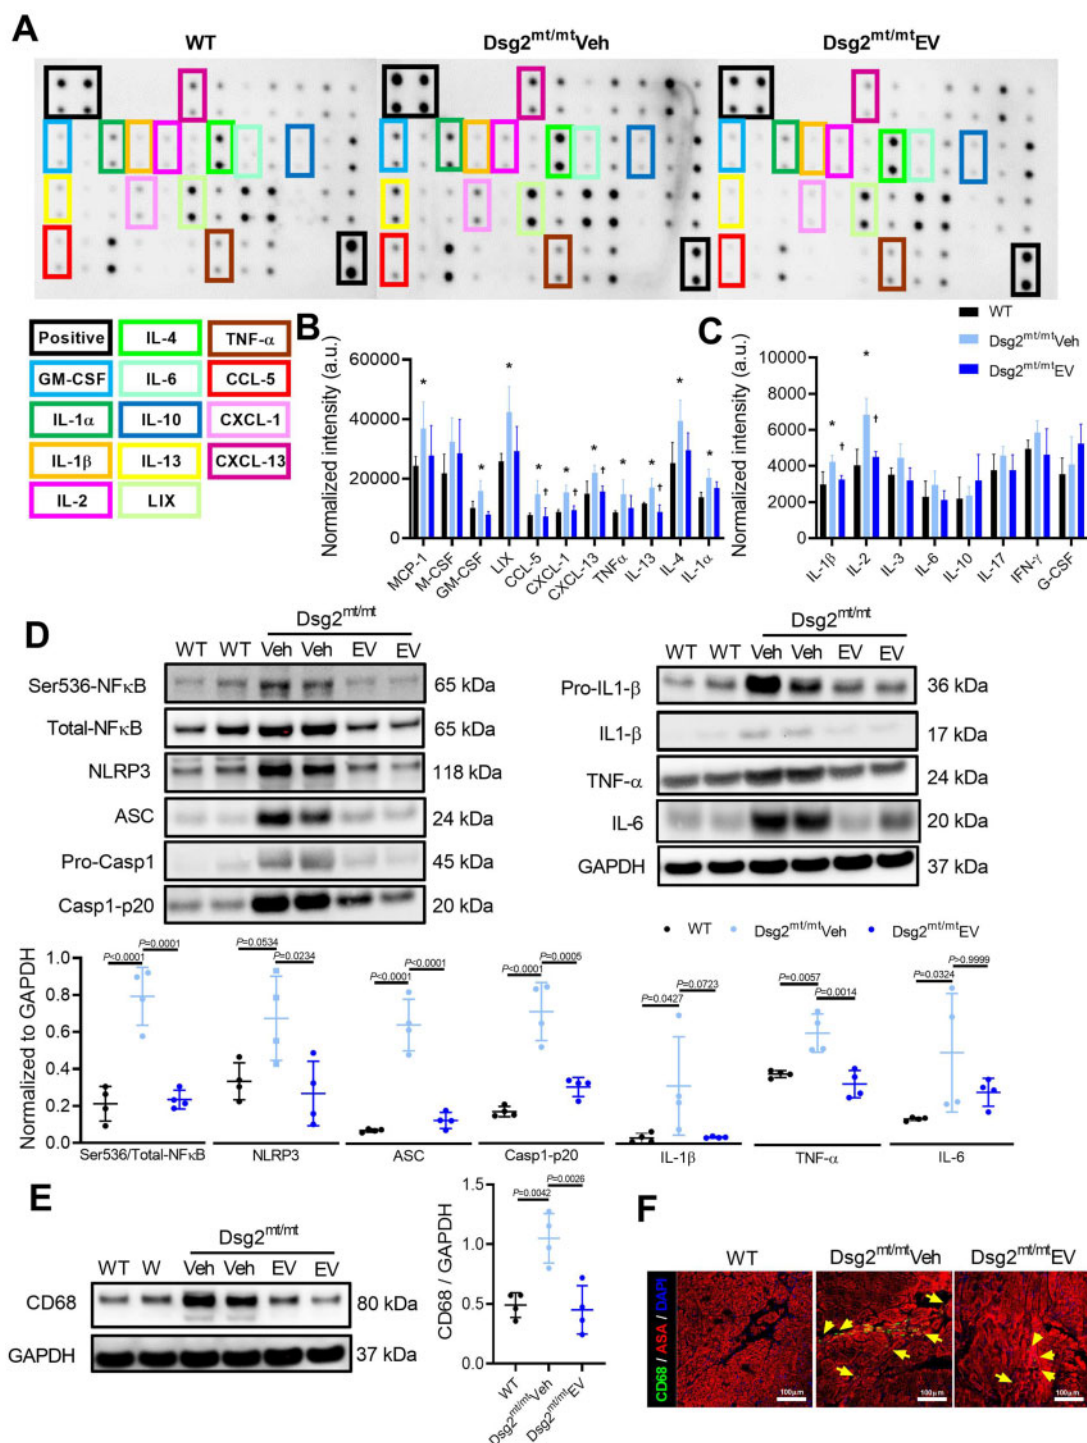 A
WT
Dsg2mt/mtVeh
Dsg2mt/mtEV
Positive
IL-4
TNF-α
GM-CSF
IL-6
CCL-5
IL-1α
IL-10
CXCL-1
IL-1β
IL-13
CXCL-13
IL-2
LIX
B
Normalized intensity (a.u.)
60000
40000
20000
0
* * * * * * * * * *
† † † †
MCP-1
M-CSF
GM-CSF
LIX
CCL-5
CXCL-1
CXCL-13
TNFα
IL-13
IL-4
IL-1α
C
WT
Dsg2mt/mtVeh
Dsg2mt/mtEV
Normalized intensity (a.u.)
10000
8000
6000
4000
2000
0
* *
† †
IL-1β
IL-2
IL-3
IL-6
IL-10
IL-17
IFN-γ
G-CSF
D
Dsg2mt/mt
WT WT Veh Veh EV EV
Ser536-NFκB 65 kDa
Total-NFκB 65 kDa
NLRP3 118 kDa
ASC 24 kDa
Pro-Casp1 45 kDa
Casp1-p20 20 kDa
Dsg2mt/mt
WT WT Veh Veh EV EV
Pro-IL1-β 36 kDa
IL1-β 17 kDa
TNF-α 24 kDa
IL-6 20 kDa
GAPDH 37 kDa
WT Dsg2mt/mtVeh Dsg2mt/mtEV
Normalized to GAPDH
1.0
0.8
0.6
0.4
0.2
0.0
P<0.0001 P=0.0001
P=0.0534 P=0.0234
P<0.0001 P<0.0001
P<0.0001 P=0.0005
P=0.0427 P=0.0723
P=0.0057 P=0.0014
P=0.0324 P>0.9999
Ser536/Total-NFκB
NLRP3
ASC
Casp1-p20
IL-1β
TNF-α
IL-6
E
Dsg2mt/mt
WT W Veh Veh EV EV
CD68 80 kDa
GAPDH 37 kDa
CD68 / GAPDH
1.5
1.0
0.5
0.0
P=0.0042 P=0.0026
WT
Dsg2mt/mtVeh
Dsg2mt/mtEV
F
WT
Dsg2mt/mtVeh
Dsg2mt/mtEV
CD68 / ASA / DAPI
100µm
100µm
100µm